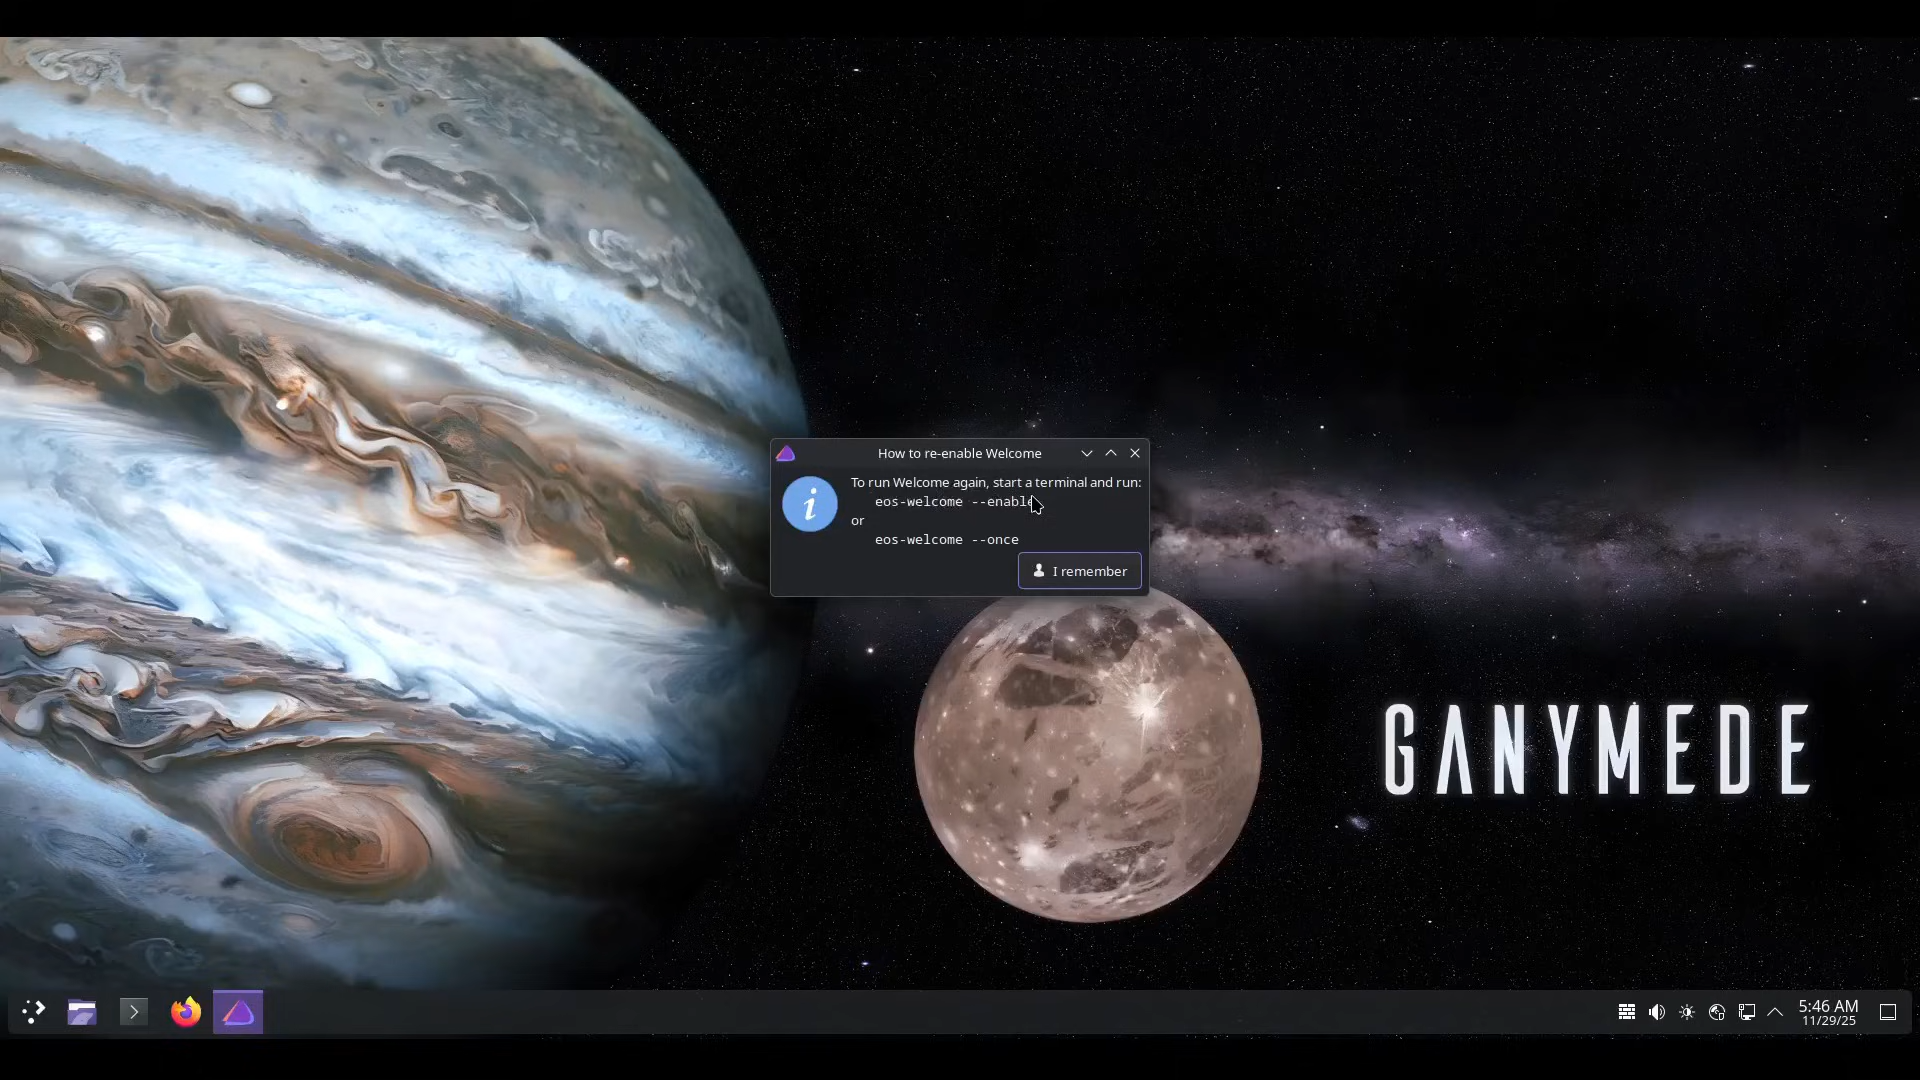 How to re-enable Welcome
To run Welcome again, start a terminal and run:
eos-welcome --enable
or
eos-welcome --once
I remember
GANYMEDE
5:46 AM
11/29/25